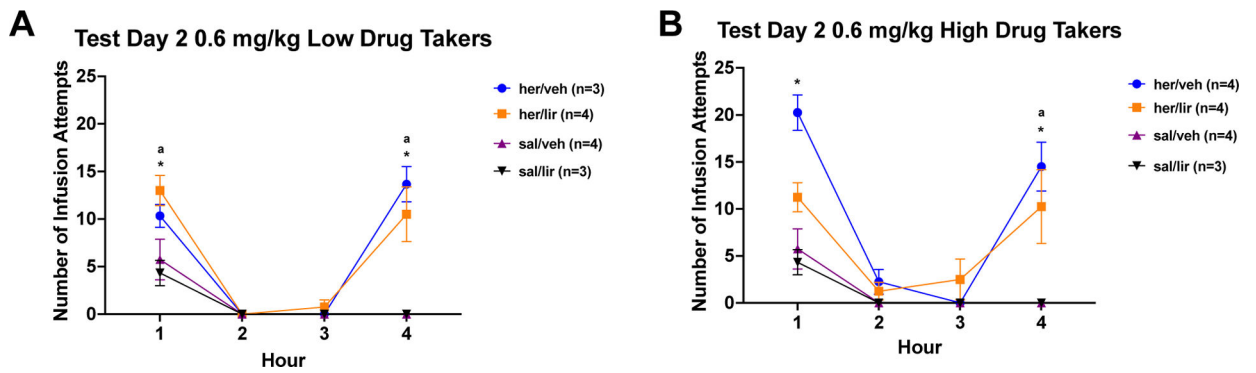 A
Test Day 2 0.6 mg/kg Low Drug Takers
Number of Infusion Attempts
25
20
15
10
5
0
a
*
a
*
1 2 3 4
Hour
her/veh (n=3)
her/lir (n=4)
sal/veh (n=4)
sal/lir (n=3)
B
Test Day 2 0.6 mg/kg High Drug Takers
Number of Infusion Attempts
25
20
15
10
5
0
*
a
*
1 2 3 4
Hour
her/veh (n=4)
her/lir (n=4)
sal/veh (n=4)
sal/lir (n=3)